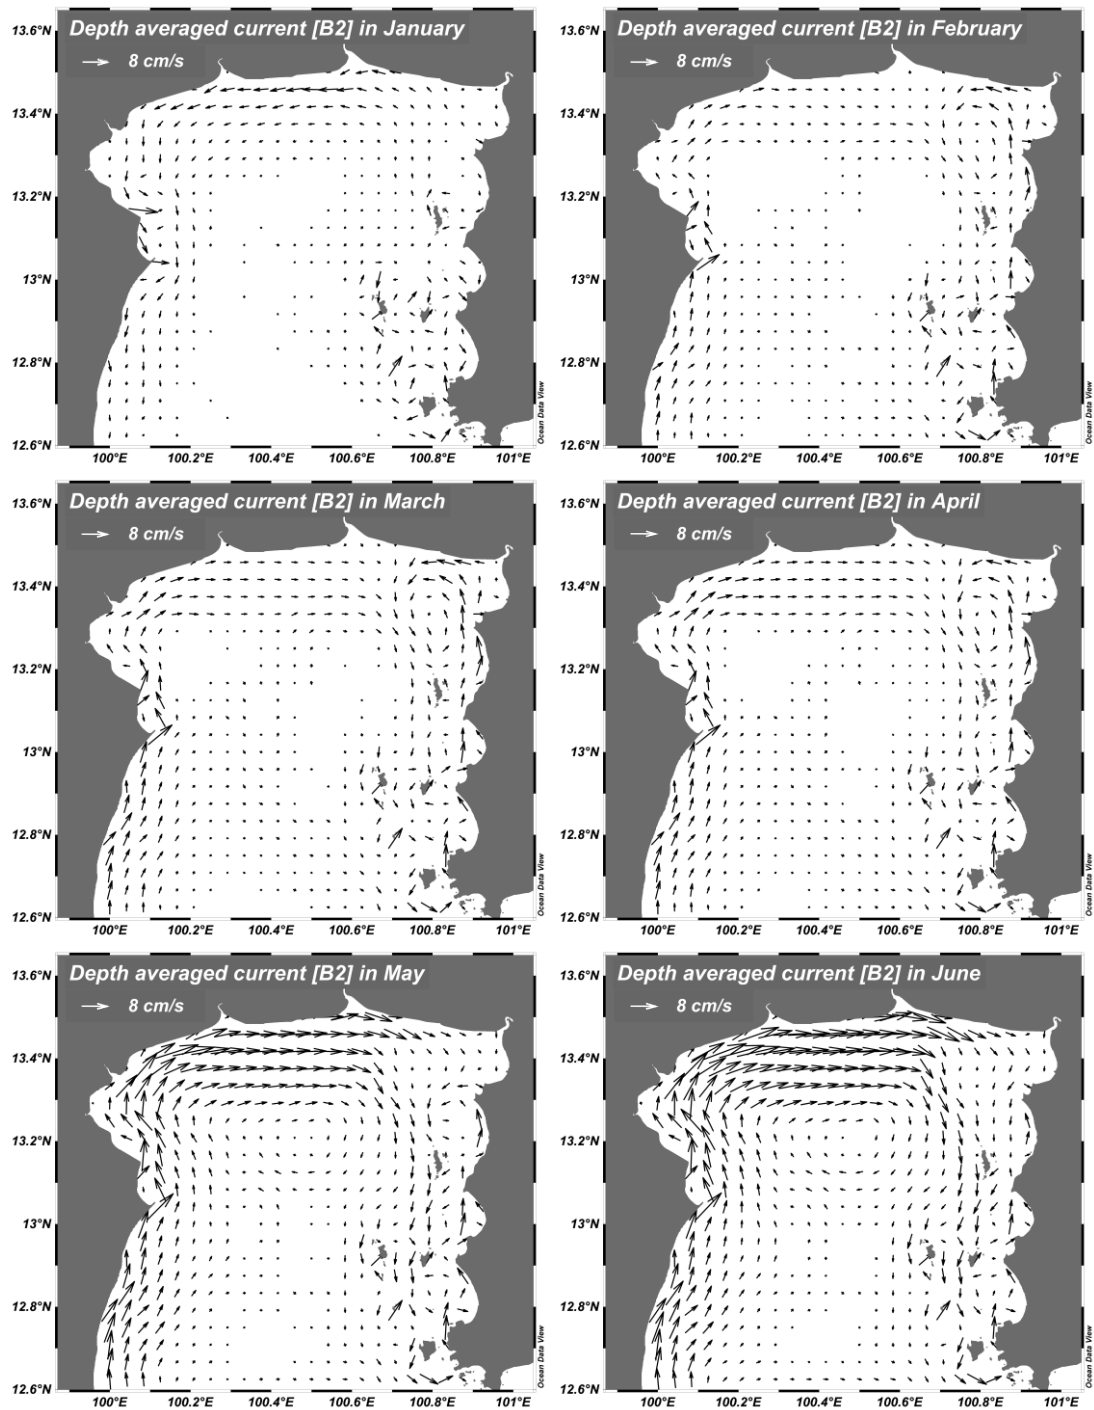 Depth averaged current [B2] in January
8 cm/s
13.6°N
13.4°N
13.2°N
13°N
12.8°N
12.6°N
100°E 100.2°E 100.4°E 100.6°E 100.8°E 101°E
Ocean Data View
Depth averaged current [B2] in February
8 cm/s
13.6°N
13.4°N
13.2°N
13°N
12.8°N
12.6°N
100°E 100.2°E 100.4°E 100.6°E 100.8°E 101°E
Ocean Data View
Depth averaged current [B2] in March
8 cm/s
13.6°N
13.4°N
13.2°N
13°N
12.8°N
12.6°N
100°E 100.2°E 100.4°E 100.6°E 100.8°E 101°E
Ocean Data View
Depth averaged current [B2] in April
8 cm/s
13.6°N
13.4°N
13.2°N
13°N
12.8°N
12.6°N
100°E 100.2°E 100.4°E 100.6°E 100.8°E 101°E
Ocean Data View
Depth averaged current [B2] in May
8 cm/s
13.6°N
13.4°N
13.2°N
13°N
12.8°N
12.6°N
100°E 100.2°E 100.4°E 100.6°E 100.8°E 101°E
Ocean Data View
Depth averaged current [B2] in June
8 cm/s
13.6°N
13.4°N
13.2°N
13°N
12.8°N
12.6°N
100°E 100.2°E 100.4°E 100.6°E 100.8°E 101°E
Ocean Data View